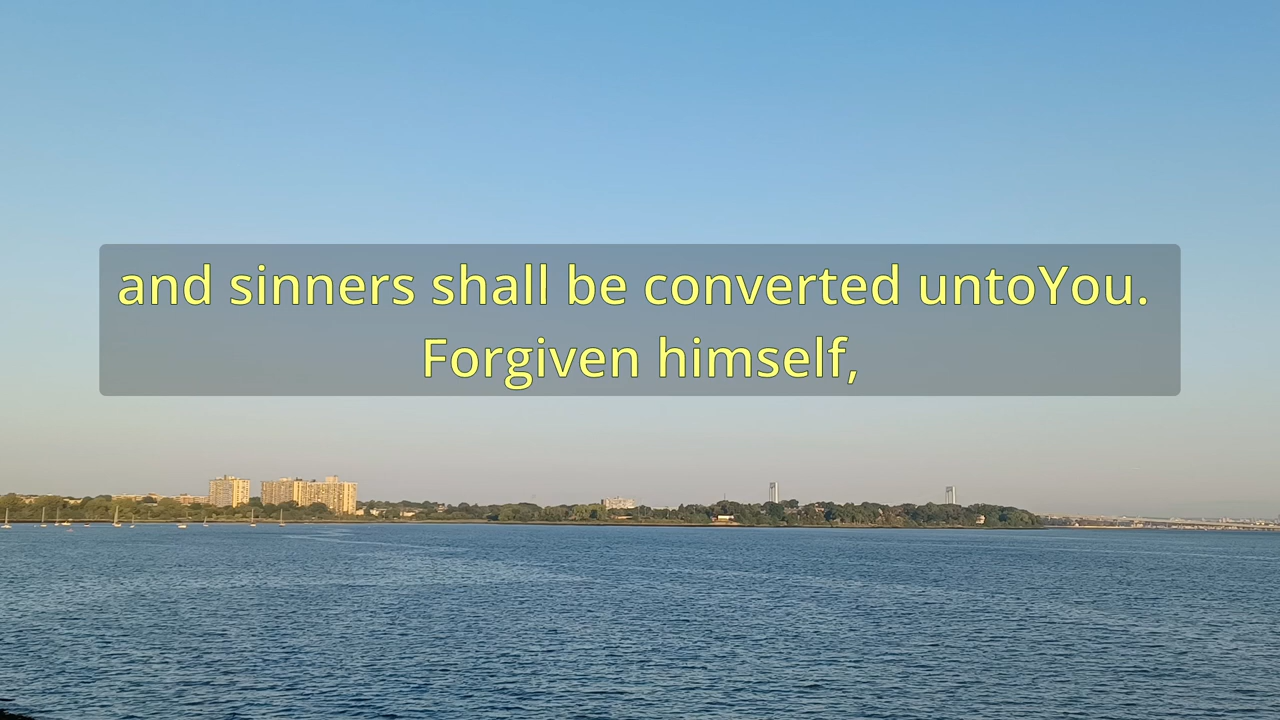 and sinners shall be converted untoYou.
Forgiven himself,